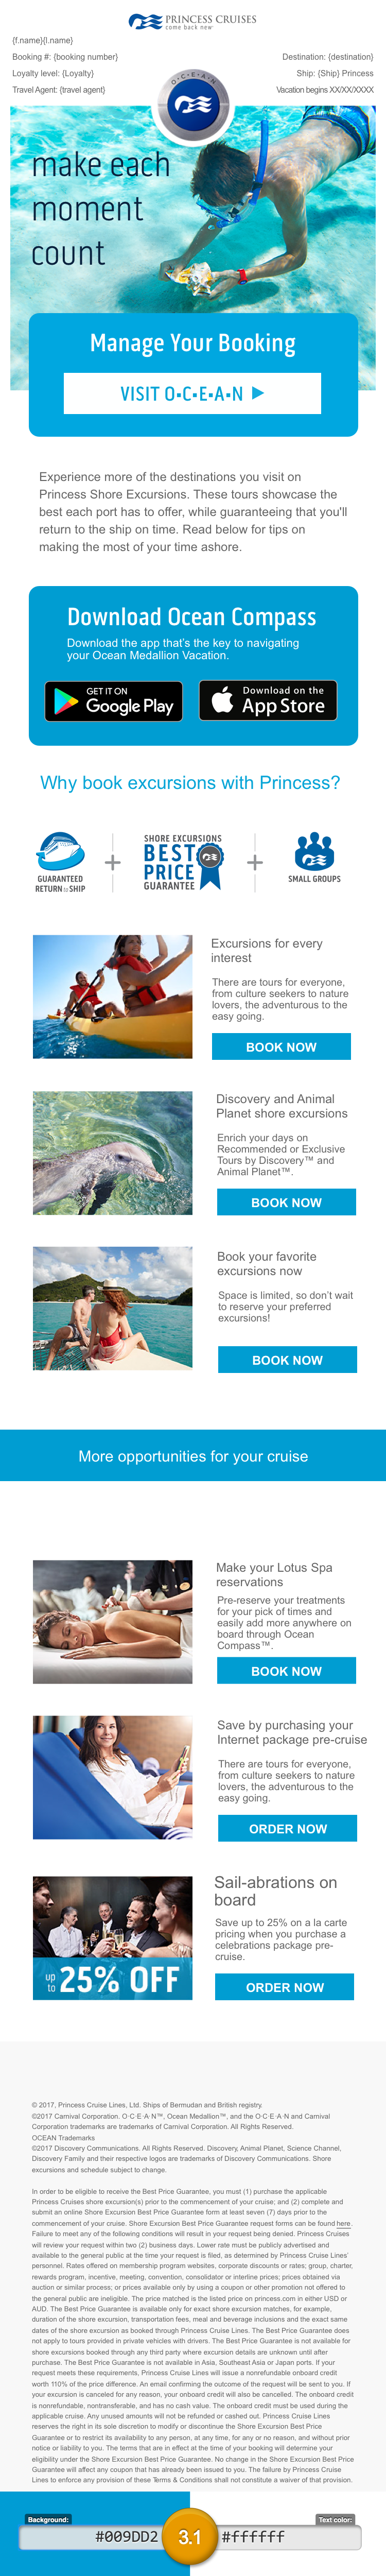 PRINCESS CRUISES
come back new
{f.name}{l.name}
Booking #: {booking number}
Destination: {destination}
Loyalty level: {Loyalty}
Ship: {Ship} Princess
Travel Agent: {travel agent}
Vacation begins XX/XX/XXXX
O·C·E·A·N
make each
moment
count
Manage Your Booking
VISIT O•C•E•A•N ▶
Experience more of the destinations you visit on
Princess Shore Excursions. These tours showcase the
best each port has to offer, while guaranteeing that you'll
return to the ship on time. Read below for tips on
making the most of your time ashore.
Download Ocean Compass
Download the app that's the key to navigating
your Ocean Medallion Vacation.
GET IT ON
Google Play
Download on the
App Store
Why book excursions with Princess?
GUARANTEED
RETURN TO SHIP
+
SHORE EXCURSIONS
BEST
PRICE
GUARANTEE
+
SMALL GROUPS
Excursions for every
interest
There are tours for everyone,
from culture seekers to nature
lovers, the adventurous to the
easy going.
BOOK NOW
Discovery and Animal
Planet shore excursions
Enrich your days on
Recommended or Exclusive
Tours by Discovery™ and
Animal Planet™.
BOOK NOW
Book your favorite
excursions now
Space is limited, so don't wait
to reserve your preferred
excursions!
BOOK NOW
More opportunities for your cruise
Make your Lotus Spa
reservations
Pre-reserve your treatments
for your pick of times and
easily add more anywhere on
board through Ocean
Compass™.
BOOK NOW
Save by purchasing your
Internet package pre-cruise
There are tours for everyone,
from culture seekers to nature
lovers, the adventurous to the
easy going.
ORDER NOW
Sail-abrations on
board
Save up to 25% on a la carte
pricing when you purchase a
celebrations package pre-
cruise.
ORDER NOW
up to 25% OFF
© 2017, Princess Cruise Lines, Ltd. Ships of Bermudan and British registry.
©2017 Carnival Corporation. O·C·E·A·N™, Ocean Medallion™, and the O·C·E·A·N and Carnival
Corporation trademarks are trademarks of Carnival Corporation. All Rights Reserved.
OCEAN Trademarks
©2017 Discovery Communications. All Rights Reserved. Discovery, Animal Planet, Science Channel,
Discovery Family and their respective logos are trademarks of Discovery Communications. Shore
excursions and schedule subject to change.
In order to be eligible to receive the Best Price Guarantee, you must (1) purchase the applicable
Princess Cruises shore excursion(s) prior to the commencement of your cruise; and (2) complete and
submit an online Shore Excursion Best Price Guarantee form at least seven (7) days prior to the
commencement of your cruise. Shore Excursion Best Price Guarantee request forms can be found here.
Failure to meet any of the following conditions will result in your request being denied. Princess Cruises
will review your request within two (2) business days. Lower rate must be publicly advertised and
available to the general public at the time your request is filed, as determined by Princess Cruise Lines'
personnel. Rates offered on membership program websites, corporate discounts or rates; group, charter,
rewards program, incentive, meeting, convention, consolidator or interline prices; prices obtained via
auction or similar process; or prices available only by using a coupon or other promotion not offered to
the general public are ineligible. The price matched is the listed price on princess.com in either USD or
AUD. The Best Price Guarantee is available only for exact shore excursion matches, for example,
duration of the shore excursion, transportation fees, meal and beverage inclusions and the exact same
dates of the shore excursion as booked through Princess Cruise Lines. The Best Price Guarantee does
not apply to tours provided in private vehicles with drivers. The Best Price Guarantee is not available for
shore excursions booked through any third party where excursion details are unknown until after
purchase. The Best Price Guarantee is not available in Asia, Southeast Asia or Japan ports. If your
request meets these requirements, Princess Cruise Lines will issue a nonrefundable onboard credit
worth 110% of the price difference. An email confirming the outcome of the request will be sent to you. If
your excursion is canceled for any reason, your onboard credit will also be cancelled. The onboard credit
is nonrefundable, nontransferable, and has no cash value. The onboard credit must be used during the
applicable cruise. Any unused amounts will not be refunded or cashed out. Princess Cruise Lines
reserves the right in its sole discretion to modify or discontinue the Shore Excursion Best Price
Guarantee or to restrict its availability to any person, at any time, for any or no reason, and without prior
notice or liability to you. The terms that are in effect at the time of your booking will determine your
eligibility under the Shore Excursion Best Price Guarantee. No change in the Shore Excursion Best Price
Guarantee will affect any coupon that has already been issued to you. The failure by Princess Cruise
Lines to enforce any provision of these Terms & Conditions shall not constitute a waiver of that provision.
Background:
Text color:
#009DD2
3.1
#ffffff